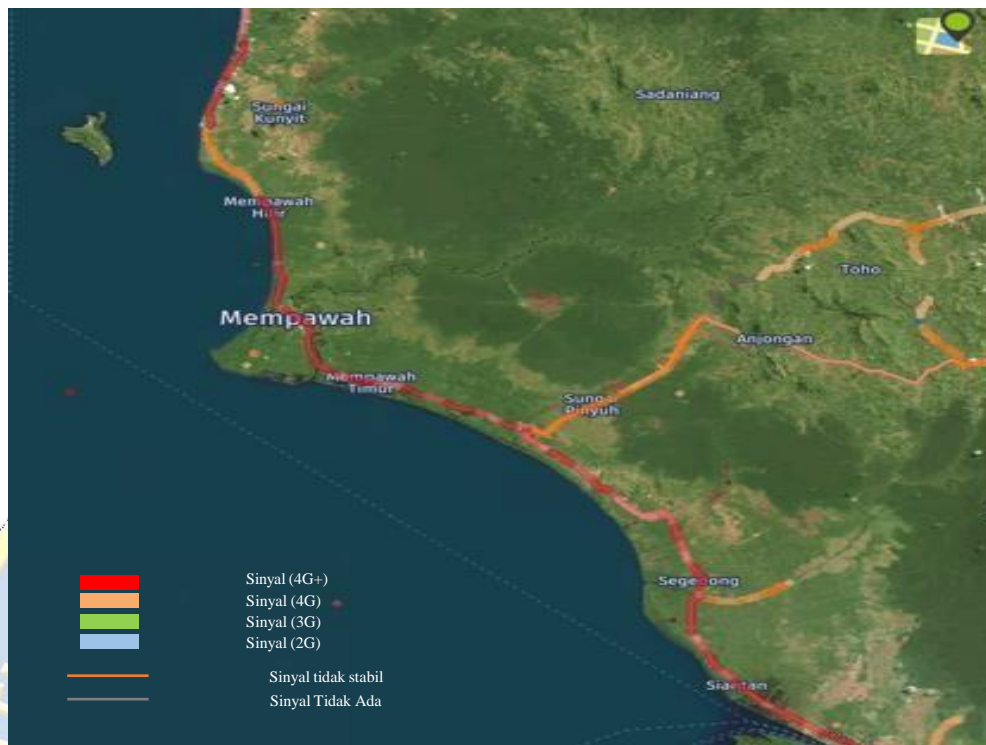 Sadaniang
Sungai
Kunyit
Mempawah
Hilir
Toho
Mempawah
Anjongan
Mempawah
Timur
Sungai
Pinyuh
Segedong
Siantan
Sinyal (4G+)
Sinyal (4G)
Sinyal (3G)
Sinyal (2G)
Sinyal tidak stabil
Sinyal Tidak Ada